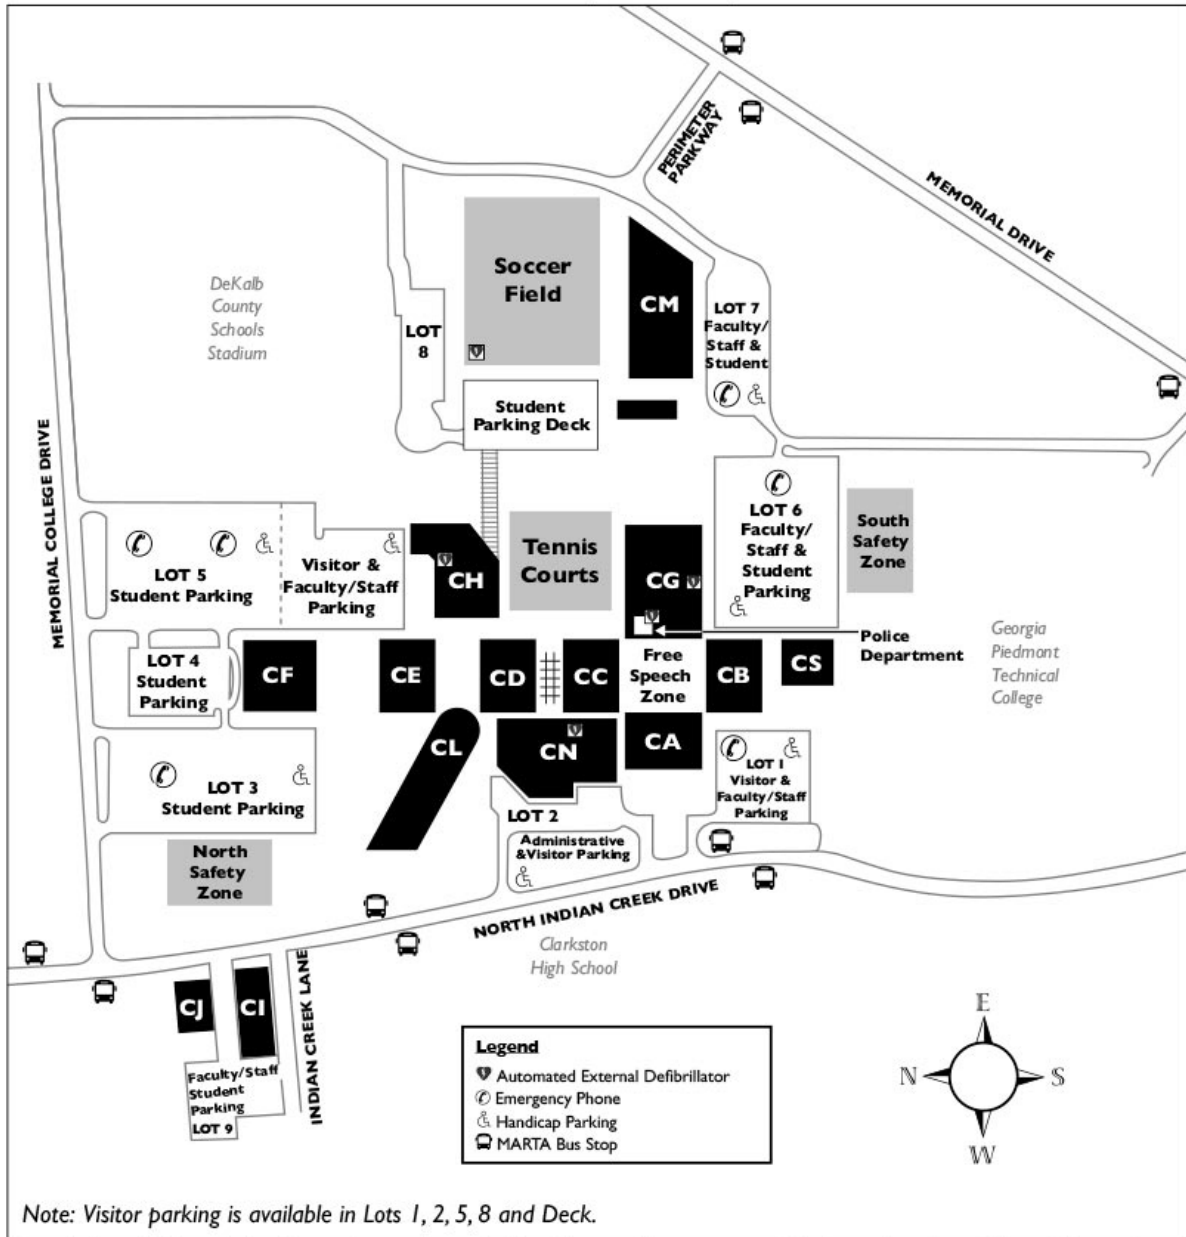 PERIMETER
PARKWAY
MEMORIAL DRIVE
Soccer
Field
CM
LOT 7
Faculty/
Staff &
Student
DeKalb
County
Schools
Stadium
LOT
8
Student
Parking Deck
MEMORIAL COLLEGE DRIVE
LOT 5
Student Parking
Visitor &
Faculty/Staff
Parking
CH
Tennis
Courts
CG
LOT 6
Faculty/
Staff &
Student
Parking
South
Safety
Zone
Police
Department
Georgia
Piedmont
Technical
College
LOT 4
Student
Parking
CF
CE
CD
CC
Free
Speech
Zone
CB
CS
CL
CN
CA
LOT 1
Visitor &
Faculty/Staff
Parking
LOT 3
Student Parking
LOT 2
Administrative
&Visitor Parking
North
Safety
Zone
NORTH INDIAN CREEK DRIVE
Clarkston
High School
CJ
CI
INDIAN CREEK LANE
Faculty/Staff
Student
Parking
LOT 9
Legend
Automated External Defibrillator
Emergency Phone
Handicap Parking
MARTA Bus Stop
E
N
S
W
Note: Visitor parking is available in Lots 1, 2, 5, 8 and Deck.